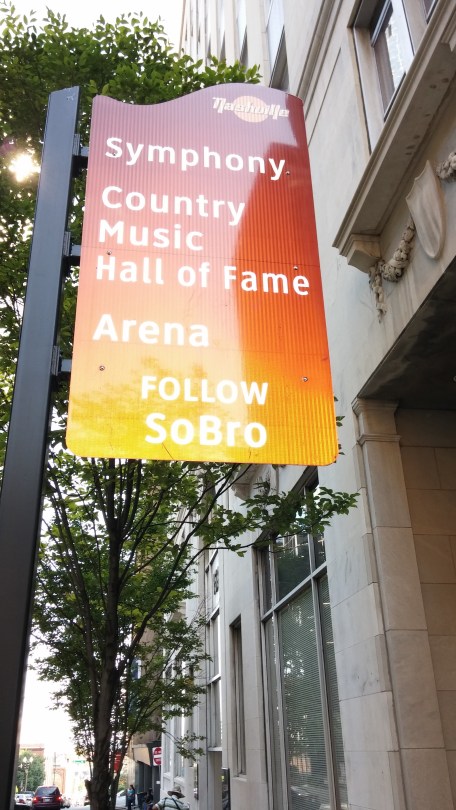 Nashville
Symphony
Country
Music
Hall of Fame
Arena
FOLLOW
SoBro